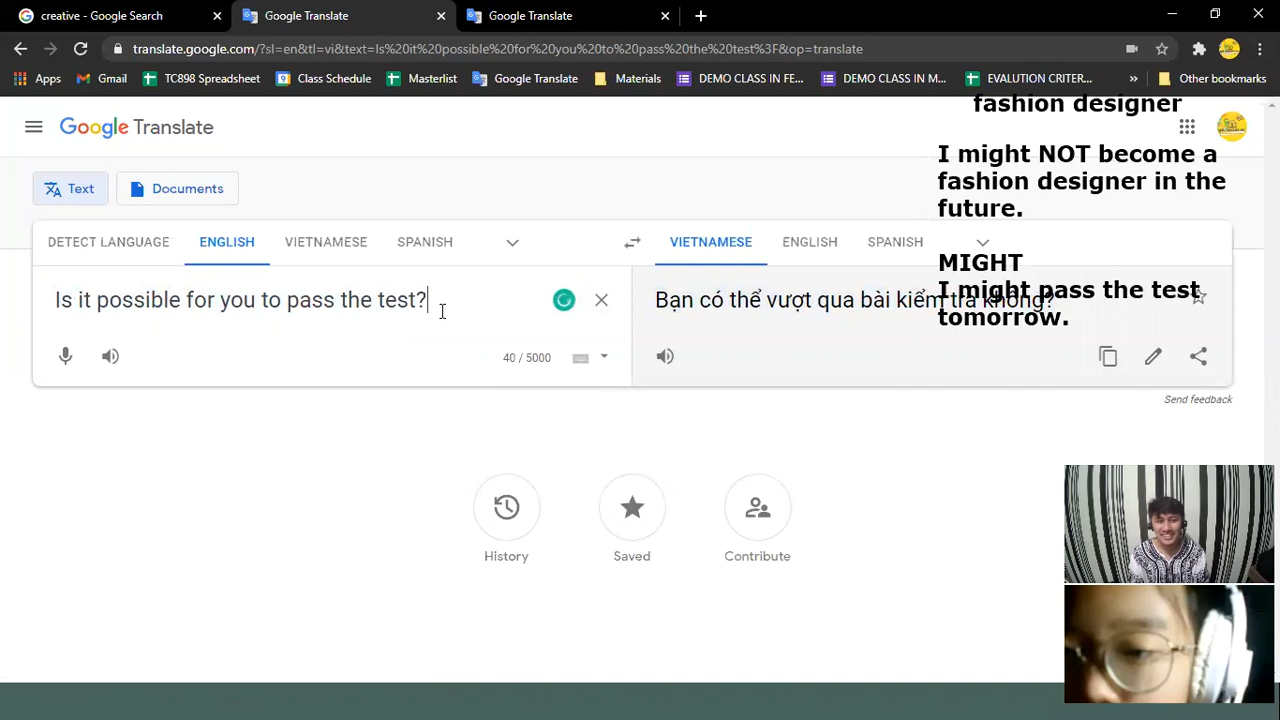 creative - Google Search
Google Translate
Google Translate
translate.google.com/?sl=en&tl=vi&text=Is%20it%20possible%20for%20you%20to%20pass%20the%20test%3F&op=translate
Apps Gmail TC898 Spreadsheet Class Schedule Masterlist Google Translate Materials DEMO CLASS IN FE... DEMO CLASS IN M... EVALUTION CRITER... » Other bookmarks
fashion designer
Google Translate
I might NOT become a
fashion designer in the
future.
Text Documents
DETECT LANGUAGE ENGLISH VIETNAMESE SPANISH
VIETNAMESE ENGLISH SPANISH
MIGHT
I might pass the test
tomorrow.
Is it possible for you to pass the test?
Bạn có thể vượt qua bài kiểm tra không?
40 / 5000
Send feedback
History Saved Contribute